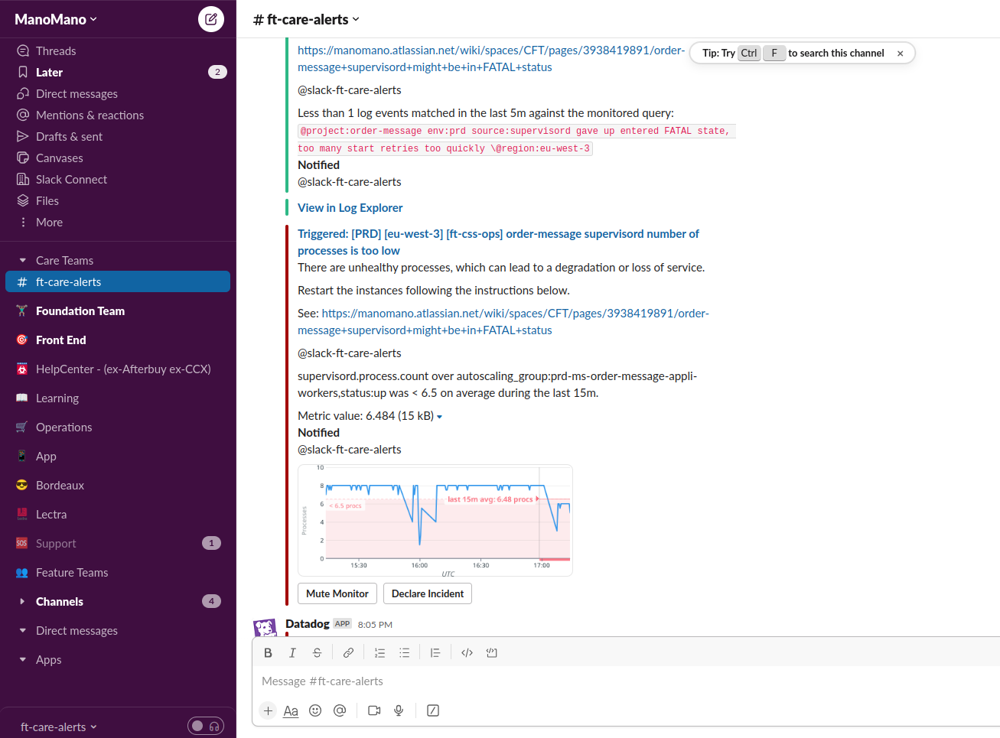 ManoMano
Threads
Later
2
Direct messages
Mentions & reactions
Drafts & sent
Canvases
Slack Connect
Files
More
Care Teams
# ft-care-alerts
Foundation Team
Front End
HelpCenter - (ex-Afterbuy ex-CCX)
Learning
Operations
App
Bordeaux
Lectra
SOS Support
1
Feature Teams
Channels
4
Direct messages
Apps
ft-care-alerts
# ft-care-alerts
Tip: Try Ctrl F to search this channel
https://manomano.atlassian.net/wiki/spaces/CFT/pages/3938419891/order-
message+supervisord+might+be+in+FATAL+status
@slack-ft-care-alerts
Less than 1 log events matched in the last 5m against the monitored query:
@project:order-message env:prd source:supervisord gave up entered FATAL state,
too many start retries too quickly \@region:eu-west-3
Notified
@slack-ft-care-alerts
View in Log Explorer
Triggered: [PRD] [eu-west-3] [ft-css-ops] order-message supervisord number of
processes is too low
There are unhealthy processes, which can lead to a degradation or loss of service.
Restart the instances following the instructions below.
See: https://manomano.atlassian.net/wiki/spaces/CFT/pages/3938419891/order-
message+supervisord+might+be+in+FATAL+status
@slack-ft-care-alerts
supervisord.process.count over autoscaling_group:prd-ms-order-message-appli-
workers,status:up was < 6.5 on average during the last 15m.
Metric value: 6.484 (15 kB)
Notified
@slack-ft-care-alerts
10
8
6
4
2
0
Processes
< 6.5 procs
last 15m avg: 6.48 procs
15:30
16:00
16:30
17:00
UTC
Mute Monitor
Declare Incident
Datadog APP 8:05 PM
B I S
Message #ft-care-alerts
+ Aa @